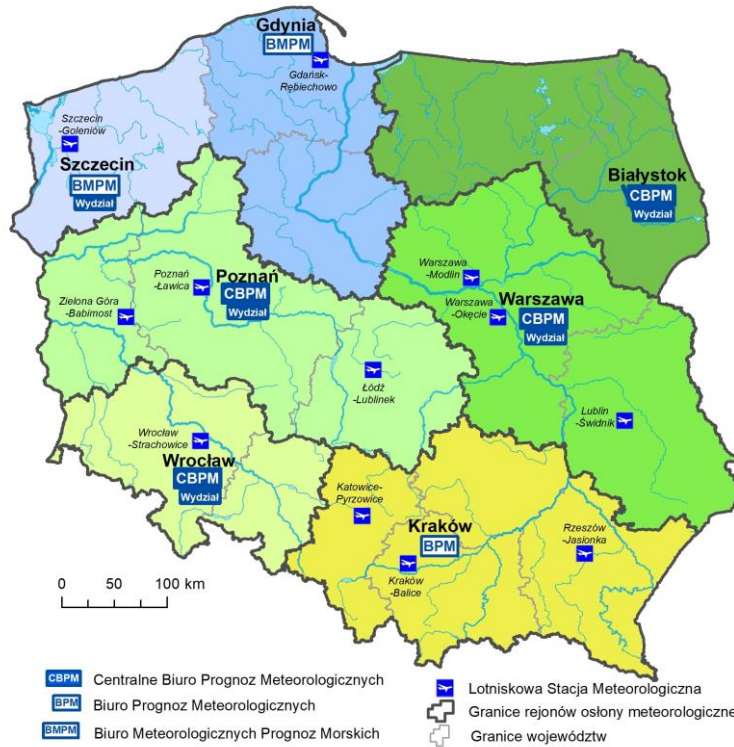 Gdynia
BMPM
Gdańsk-
Rębiechowo
Szczecin
-Goleniów
Szczecin
BMPM
Wydział
Białystok
CBPM
Wydział
Poznań
-Ławica
Poznań
CBPM
Wydział
Zielona Góra
-Babimost
Warszawa
-Modlin
Warszawa
-Okęcie
Warszawa
CBPM
Wydział
Łódź
-Lublinek
Lublin
-Świdnik
Wrocław
-Strachowice
Wrocław
CBPM
Wydział
Katowice-
Pyrzowice
Kraków
BPM
Kraków
-Balice
Rzeszów
-Jasionka
0 50 100 km
CBPM Centralne Biuro Prognoz Meteorologicznych
BPM Biuro Prognoz Meteorologicznych
BMPM Biuro Meteorologicznych Prognoz Morskich
Lotniskowa Stacja Meteorologiczna
Granice rejonów osłony meteorologicznej
Granice województw